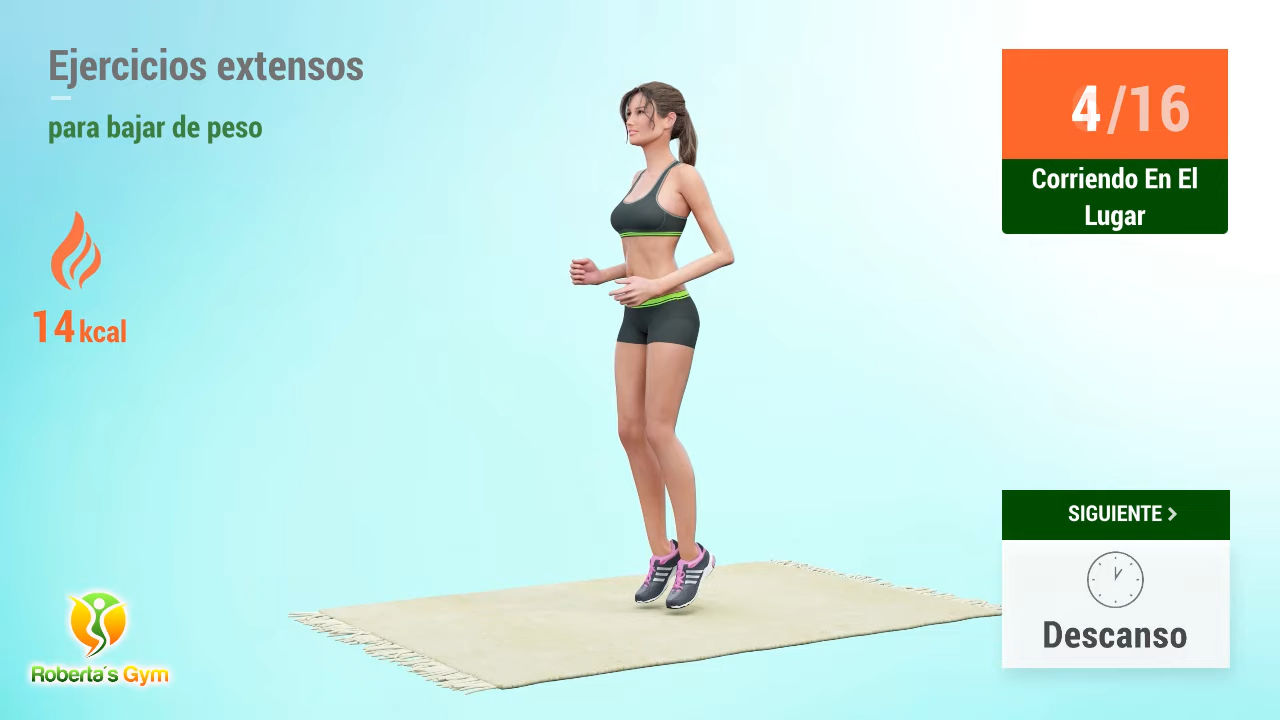 Ejercicios extensos
para bajar de peso
14 kcal
4/16
Corriendo En El
Lugar
SIGUIENTE >
Descanso
Roberta´s Gym